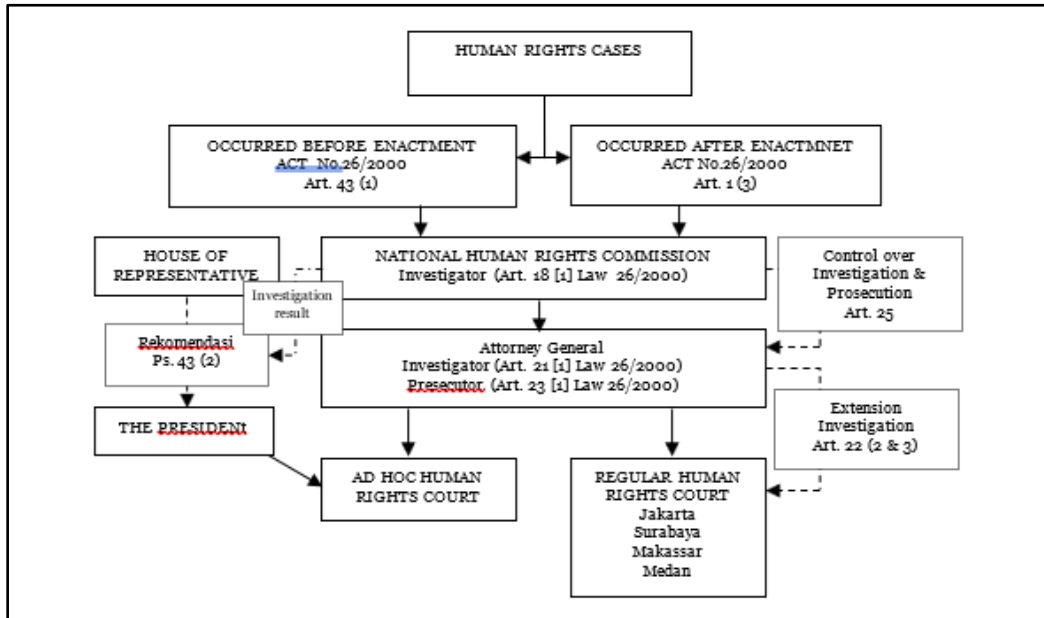 HUMAN RIGHTS CASES
OCCURRED BEFORE ENACTMENT
ACT No.26/2000
Art. 43 (1)
OCCURRED AFTER ENACTMNET
ACT No.26/2000
Art. 1 (3)
HOUSE OF
REPRESENTATIVE
NATIONAL HUMAN RIGHTS COMMISSION
Investigator (Art. 18 [1] Law 26/2000)
Control over
Investigation &
Prosecution
Art. 25
Investigation
result
Rekomendasi
Ps. 43 (2)
Attorney General
Investigator (Art. 21 [1] Law 26/2000)
Presecutor (Art. 23 [1] Law 26/2000)
THE PRESIDENt
Extension
Investigation
Art. 22 (2 & 3)
AD HOC HUMAN
RIGHTS COURT
REGULAR HUMAN
RIGHTS COURT
Jakarta
Surabaya
Makassar
Medan